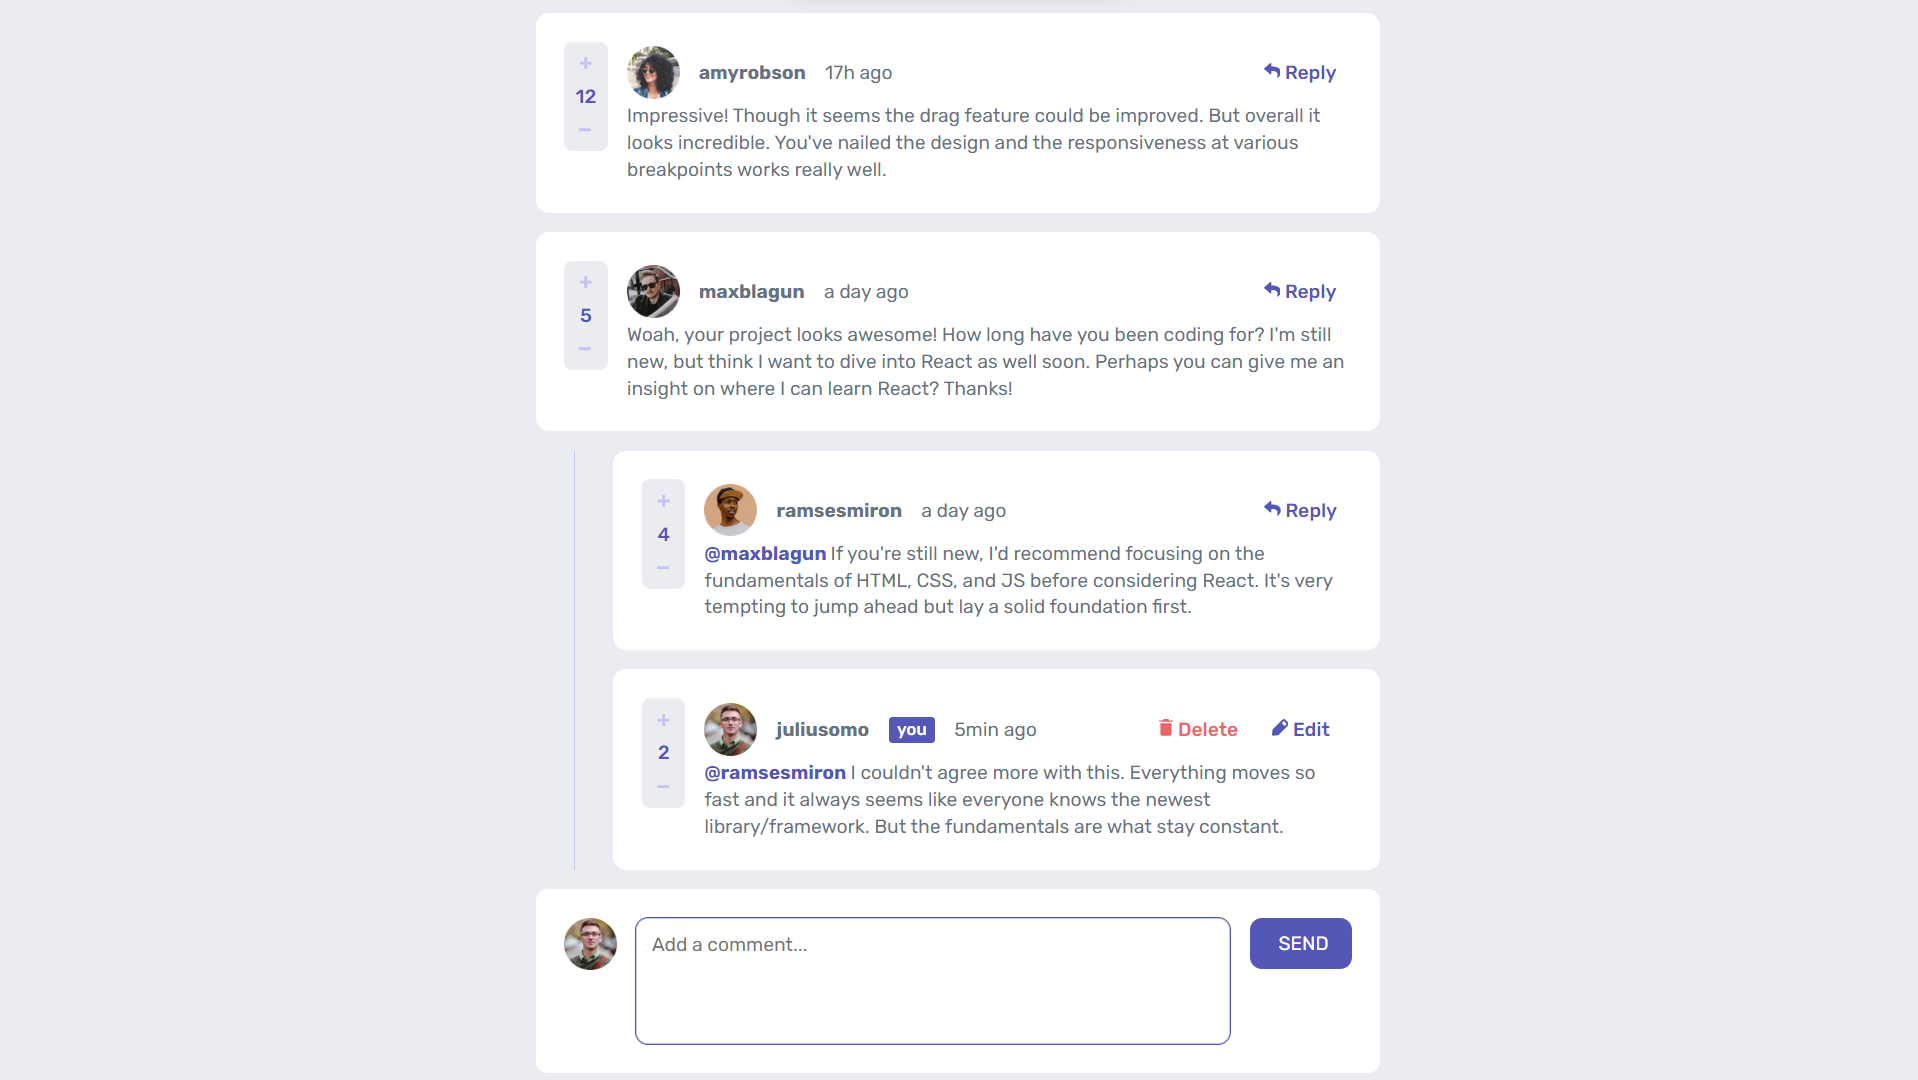 +
amyrobson 17h ago Reply
12
Impressive! Though it seems the drag feature could be improved. But overall it
–
looks incredible. You've nailed the design and the responsiveness at various
breakpoints works really well.
+
maxblagun a day ago Reply
5
Woah, your project looks awesome! How long have you been coding for? I'm still
–
new, but think I want to dive into React as well soon. Perhaps you can give me an
insight on where I can learn React? Thanks!
+
ramsesmiron a day ago Reply
4
@maxblagun If you're still new, I'd recommend focusing on the
–
fundamentals of HTML, CSS, and JS before considering React. It's very
tempting to jump ahead but lay a solid foundation first.
+
juliusomo you 5min ago Delete Edit
2
@ramsesmiron I couldn't agree more with this. Everything moves so
–
fast and it always seems like everyone knows the newest
library/framework. But the fundamentals are what stay constant.
Add a comment... SEND